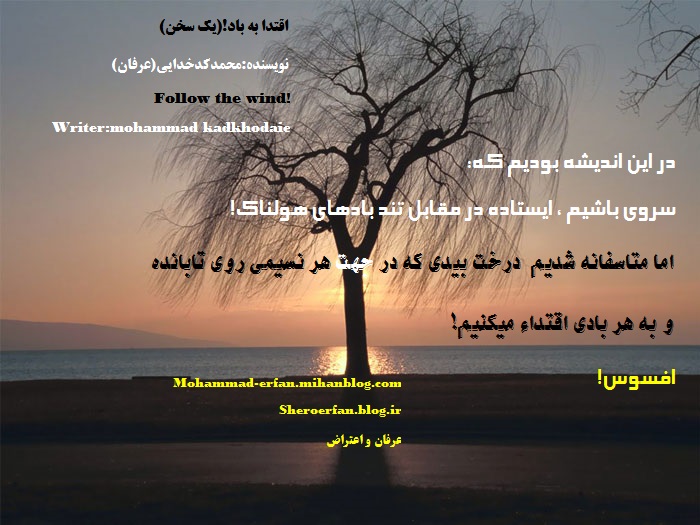 اقتدا به باد!(یک سخن)
نویسنده:محمدکدخدایی(عرفان)
Follow the wind!
Writer:mohammad kadkhodaie
در این اندیشه بودیم که:
سروی باشیم ، ایستاده در مقابل تند بادهای هولناک!
اما متاسفانه شدیم درخت بیدی که در جهت هر نسیمی روی تابانده
و به هر بادی اقتداء میکنیم!
افسوس!
Mohammad-erfan.mihanblog.com
Sheroerfan.blog.ir
عرفان و اعتراض